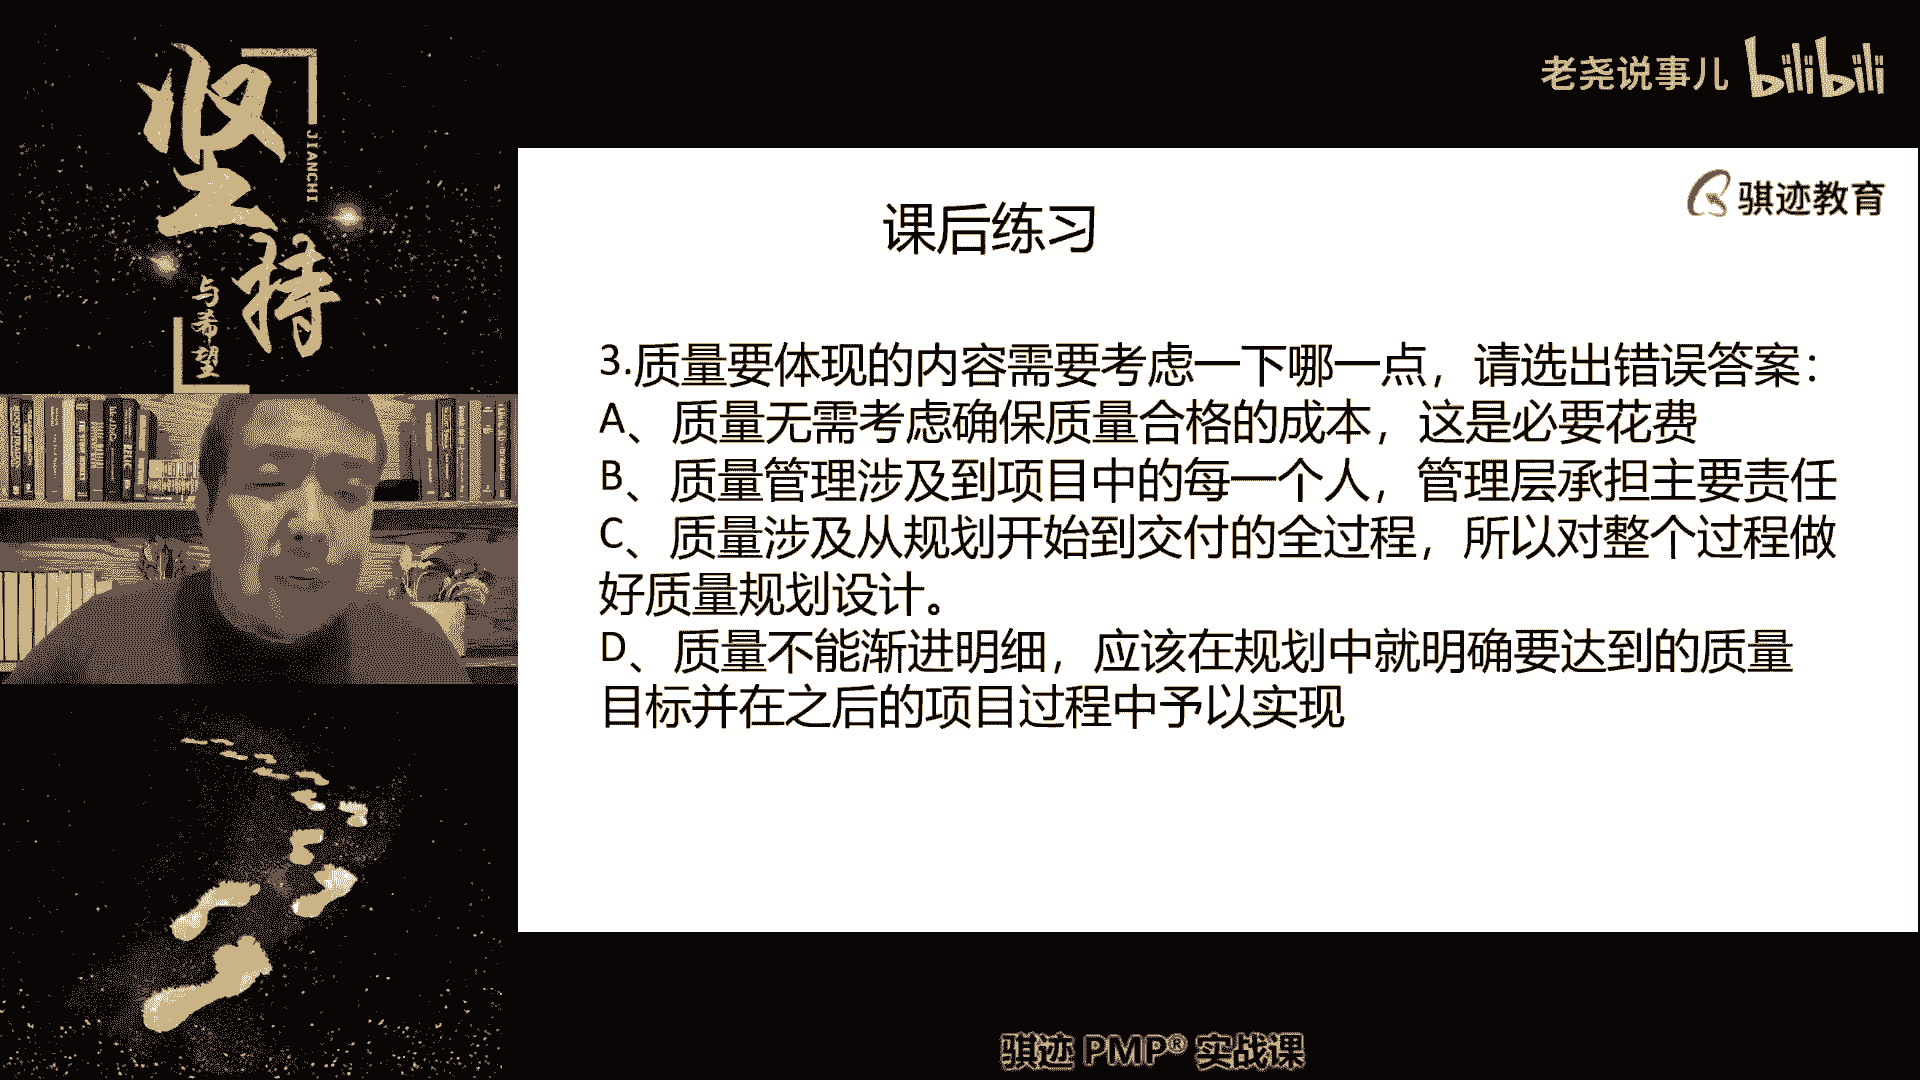 坚持
JIANCHI
与希望
老尧说事儿 bilibili
骐迹教育
课后练习
3.质量要体现的内容需要考虑一下哪一点，请选出错误答案：
A、质量无需考虑确保质量合格的成本，这是必要花费
B、质量管理涉及到项目中的每一个人，管理层承担主要责任
C、质量涉及从规划开始到交付的全过程，所以对整个过程做
好质量规划设计。
D、质量不能渐进明细，应该在规划中就明确要达到的质量
目标并在之后的项目过程中予以实现
骐迹 PMP® 实战课